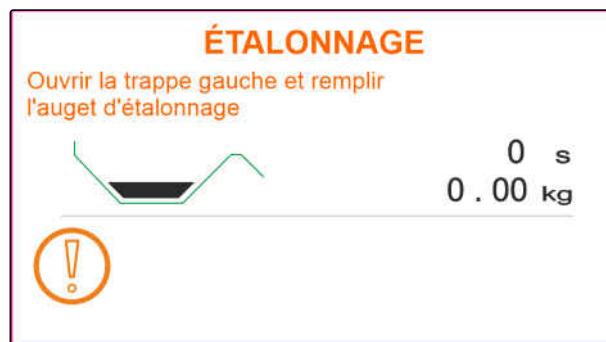 ÉTALONNAGE
Ouvrir la trappe gauche et remplir
l'auget d'étalonnage
0 s
0.00 kg